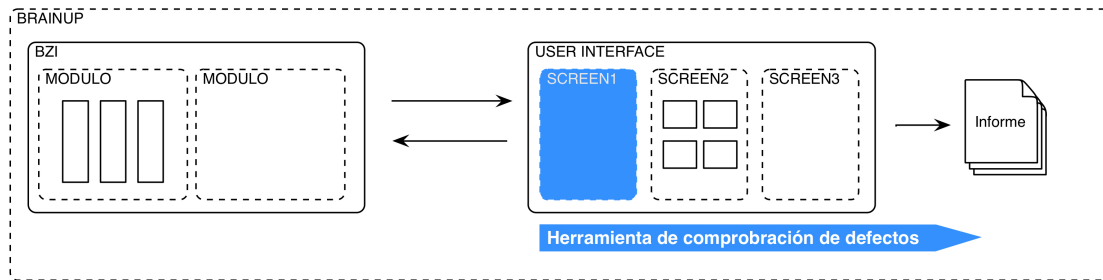 BRAINUP
BZI
USER INTERFACE
MODULO
MODULO
SCREEN1
SCREEN2
SCREEN3
Informe
Herramienta de comprobración de defectos